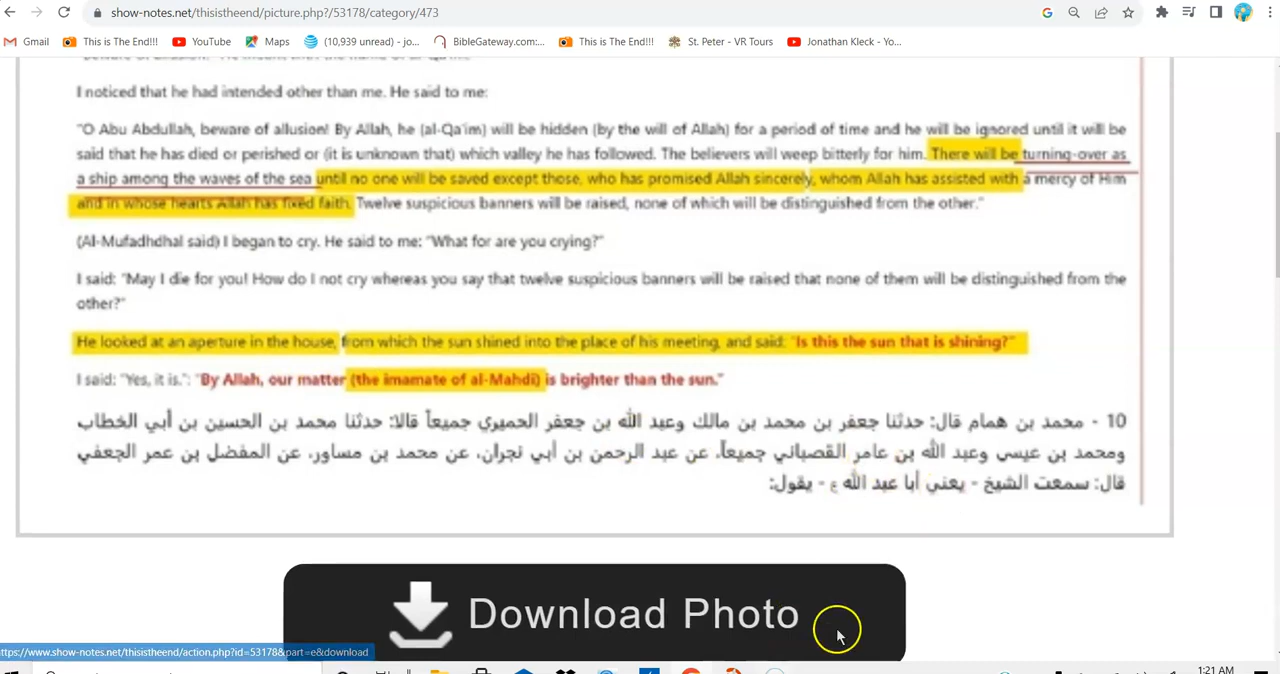 show-notes.net/thisistheend/picture.php?/53178/category/473
Gmail This is The End!!! YouTube Maps (10,939 unread) - jo... BibleGateway.com:... This is The End!!! St. Peter - VR Tours Jonathan Kleck - Yo...
I noticed that he had intended other than me. He said to me:
"O Abu Abdullah, beware of allusion! By Allah, he (al-Qa'im) will be hidden (by the will of Allah) for a period of time and he will be ignored until it will be
said that he has died or perished or (it is unknown that) which valley he has followed. The believers will weep bitterly for him. There will be turning-over as
a ship among the waves of the sea until no one will be saved except those, who has promised Allah sincerely, whom Allah has assisted with a mercy of Him
and in whose hearts Allah has fixed faith. Twelve suspicious banners will be raised, none of which will be distinguished from the other."
(Al-Mufadhdhal said) I began to cry. He said to me: "What for are you crying?"
I said: "May I die for you! How do I not cry whereas you say that twelve suspicious banners will be raised that none of them will be distinguished from the
other?"
He looked at an aperture in the house, from which the sun shined into the place of his meeting, and said: "Is this the sun that is shining?"
I said: "Yes, it is.": "By Allah, our matter (the imamate of al-Mahdi) is brighter than the sun."
10 - محمد بن همام قال: حدثنا جعفر بن محمد بن مالك وعبد الله بن جعفر الحميري جميعاً قالا: حدثنا محمد بن الحسين بن أبي الخطاب
ومحمد بن عيسى وعبد الله بن عامر القصباني جميعاً، عن عبد الرحمن بن أبي نجران، عن محمد بن مساور، عن المفضل بن عمر الجعفي
قال: سمعت الشيخ - يعني أبا عبد الله ع - يقول:
Download Photo
https://www.show-notes.net/thisistheend/action.php?id=53178&part=e&download
1:21 AM